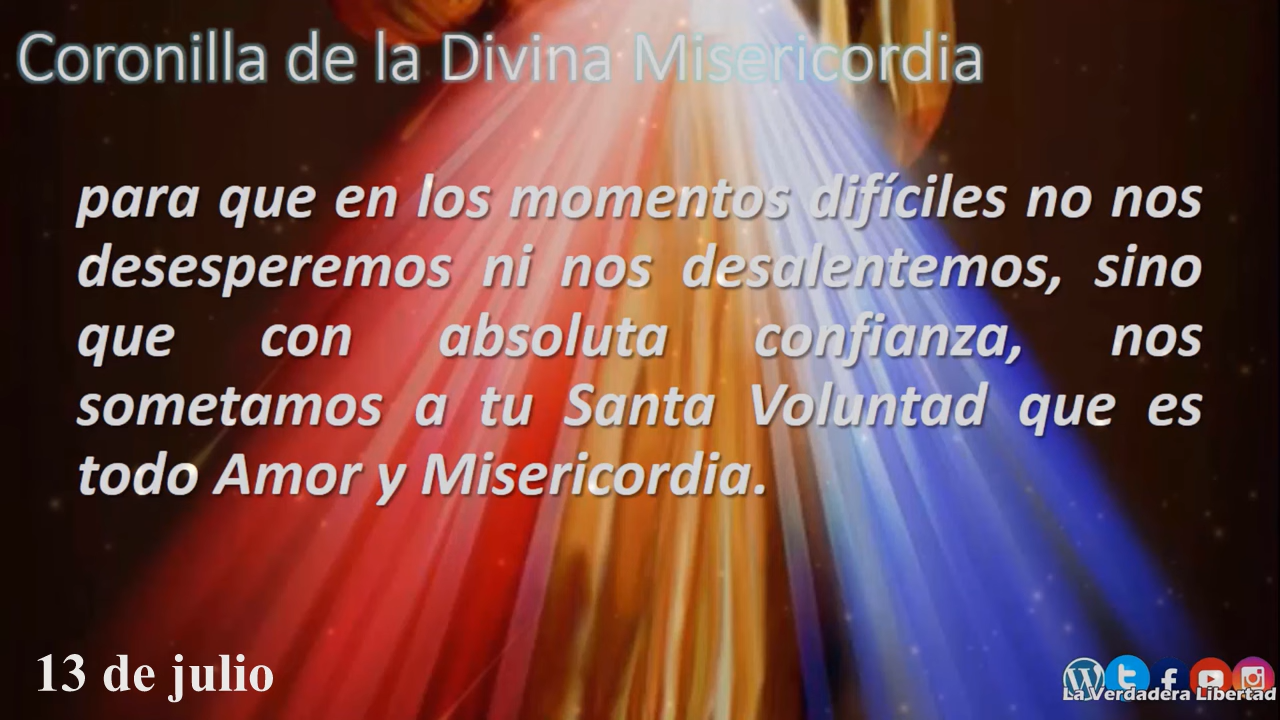 Coronilla de la Divina Misericordia
para que en los momentos difíciles no nos
desesperemos ni nos desalentemos, sino
que con absoluta confianza, nos
sometamos a tu Santa Voluntad que es
todo Amor y Misericordia.
13 de julio
La Verdadera Libertad